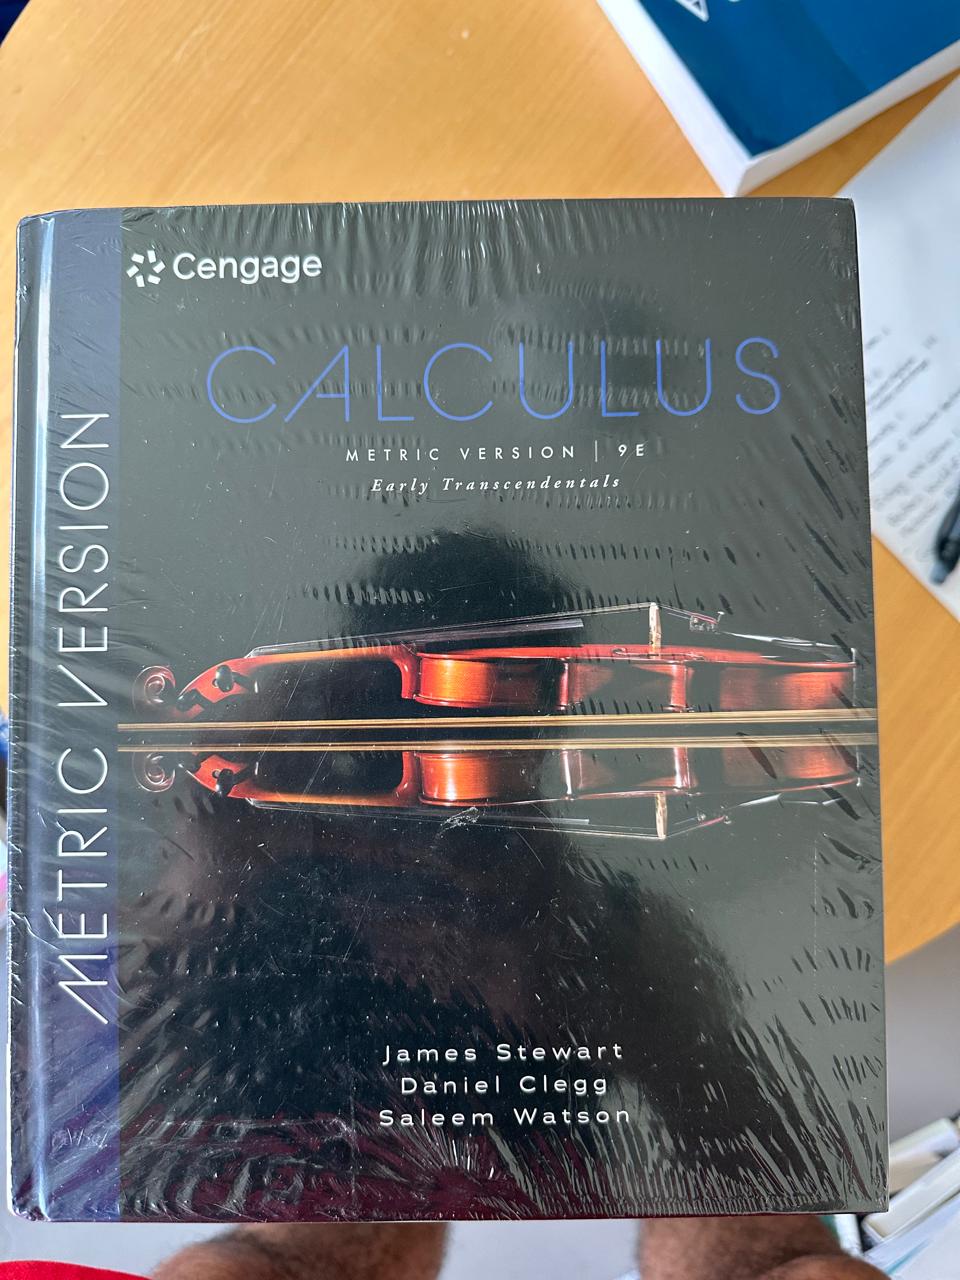 Cengage
CALCULUS
METRIC VERSION | 9E
Early Transcendentals
METRIC VERSION
James Stewart
Daniel Clegg
Saleem Watson